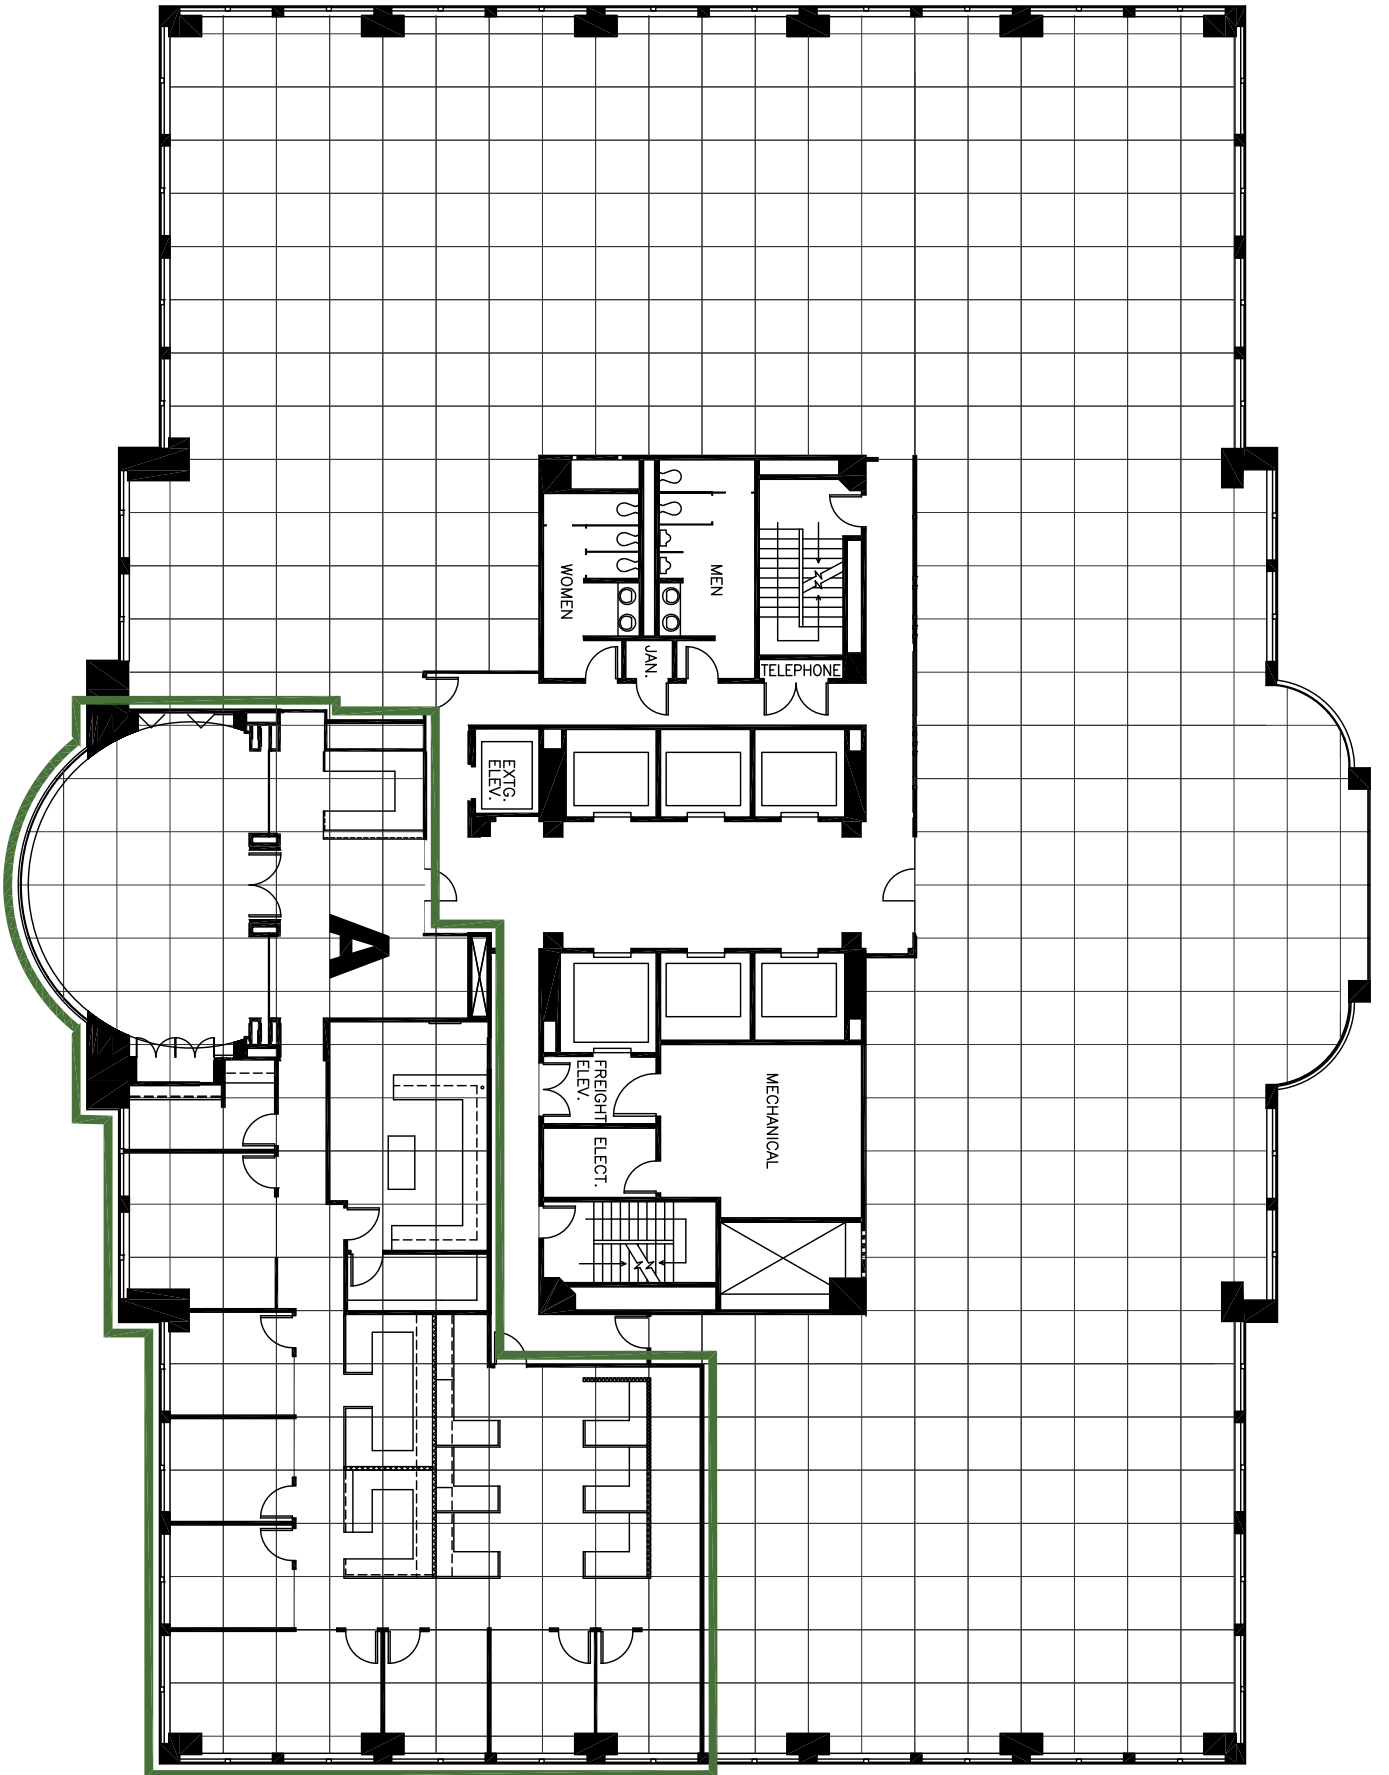 WOMEN
MEN
JAN.
TELEPHONE
EXTG.
ELEV.
A
FREIGHT
ELEV.
MECHANICAL
ELECT.